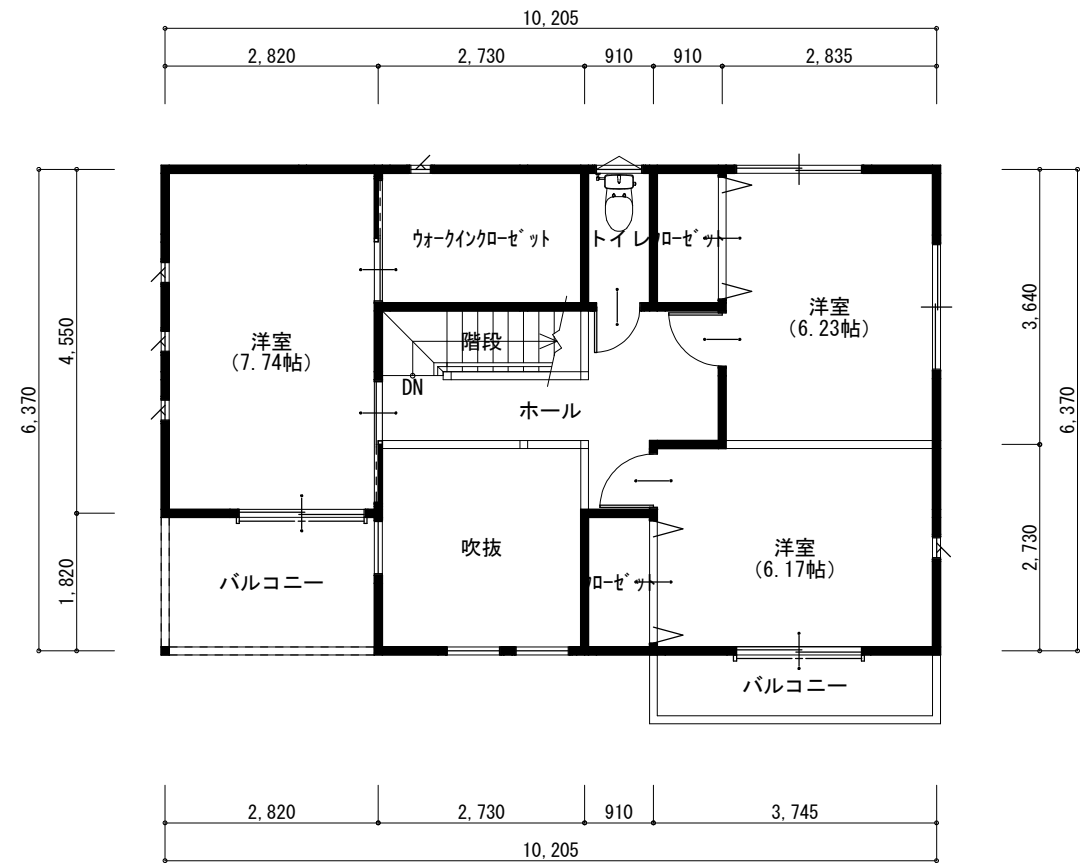 10,205
2,820
2,730
910
910
2,835
ウォークインクローゼット
トイレ
クローゼット
洋室
(6.23帖)
洋室
(7.74帖)
階段
DN
ホール
吹抜
洋室
(6.17帖)
クローゼット
バルコニー
バルコニー
6,370
4,550
1,820
3,640
2,730
6,370
2,820
2,730
910
3,745
10,205